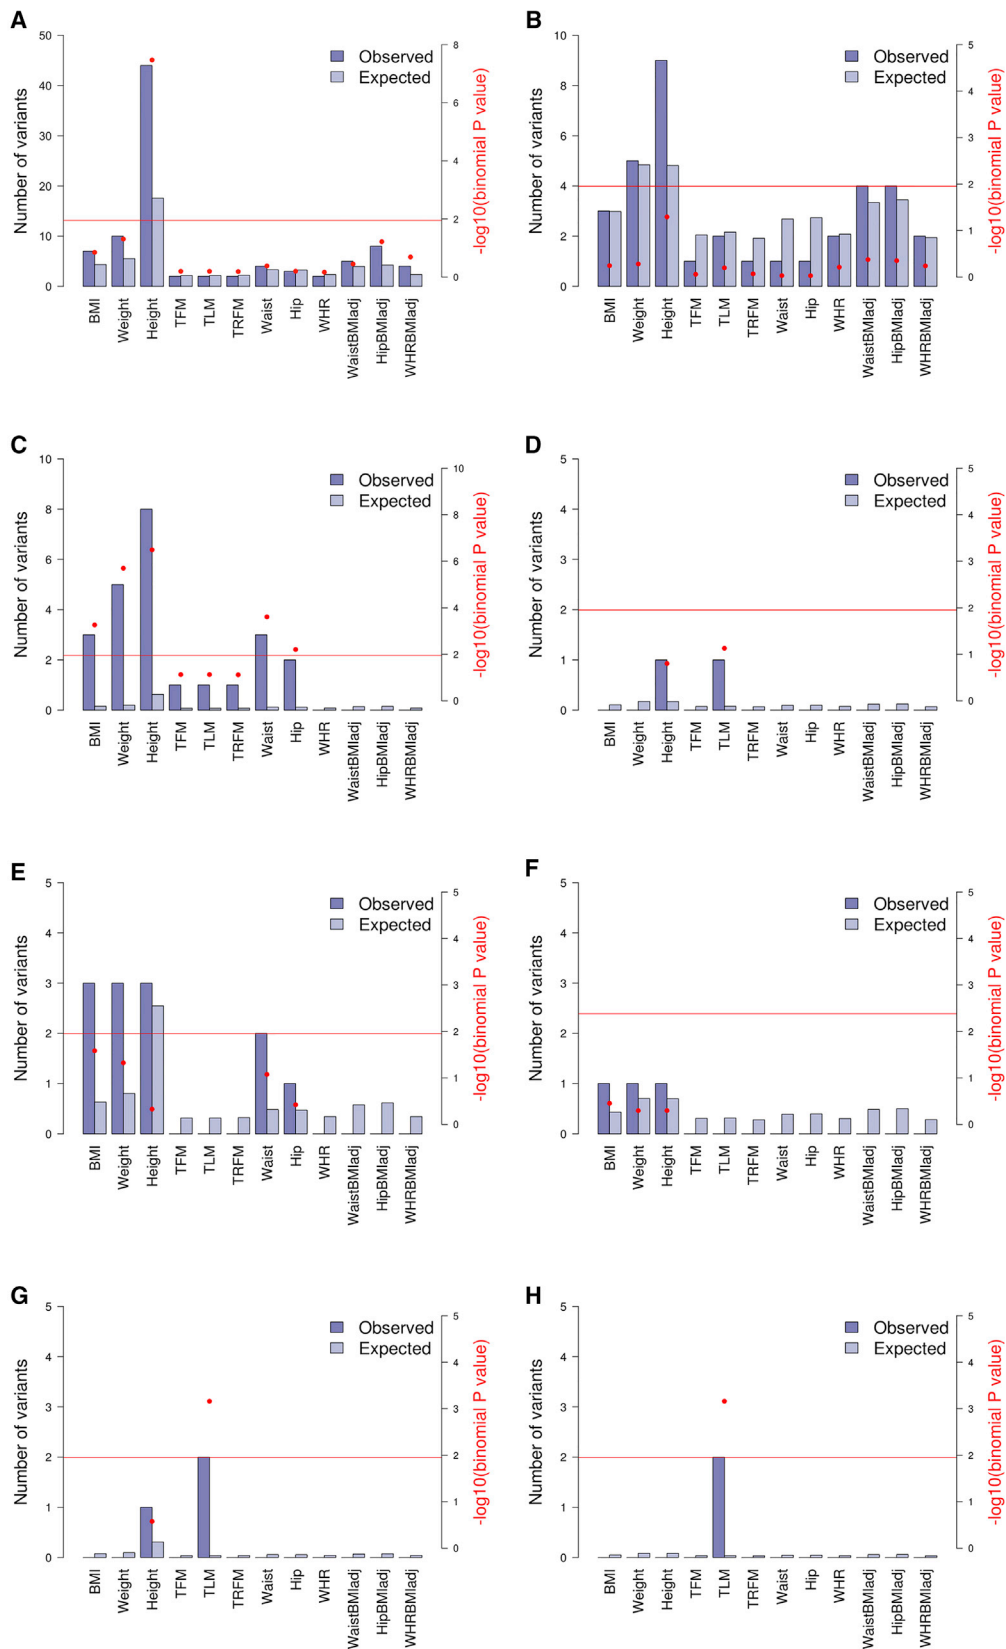 A
Number of variants
50
40
30
20
10
0
8
6
4
2
0
-log10(binomial P value)
Observed
Expected
BMI
Weight
Height
TFM
TLM
TRFM
Waist
Hip
WHR
WaistBMIadj
HipBMIadj
WHRBMIadj
B
Number of variants
10
8
6
4
2
0
5
4
3
2
1
0
-log10(binomial P value)
Observed
Expected
BMI
Weight
Height
TFM
TLM
TRFM
Waist
Hip
WHR
WaistBMIadj
HipBMIadj
WHRBMIadj
C
Number of variants
10
8
6
4
2
0
10
8
6
4
2
0
-log10(binomial P value)
Observed
Expected
BMI
Weight
Height
TFM
TLM
TRFM
Waist
Hip
WHR
WaistBMIadj
HipBMIadj
WHRBMIadj
D
Number of variants
5
4
3
2
1
0
5
4
3
2
1
0
-log10(binomial P value)
Observed
Expected
BMI
Weight
Height
TFM
TLM
TRFM
Waist
Hip
WHR
WaistBMIadj
HipBMIadj
WHRBMIadj
E
Number of variants
5
4
3
2
1
0
5
4
3
2
1
0
-log10(binomial P value)
Observed
Expected
BMI
Weight
Height
TFM
TLM
TRFM
Waist
Hip
WHR
WaistBMIadj
HipBMIadj
WHRBMIadj
F
Number of variants
5
4
3
2
1
0
5
4
3
2
1
0
-log10(binomial P value)
Observed
Expected
BMI
Weight
Height
TFM
TLM
TRFM
Waist
Hip
WHR
WaistBMIadj
HipBMIadj
WHRBMIadj
G
Number of variants
5
4
3
2
1
0
5
4
3
2
1
0
-log10(binomial P value)
Observed
Expected
BMI
Weight
Height
TFM
TLM
TRFM
Waist
Hip
WHR
WaistBMIadj
HipBMIadj
WHRBMIadj
H
Number of variants
5
4
3
2
1
0
5
4
3
2
1
0
-log10(binomial P value)
Observed
Expected
BMI
Weight
Height
TFM
TLM
TRFM
Waist
Hip
WHR
WaistBMIadj
HipBMIadj
WHRBMIadj